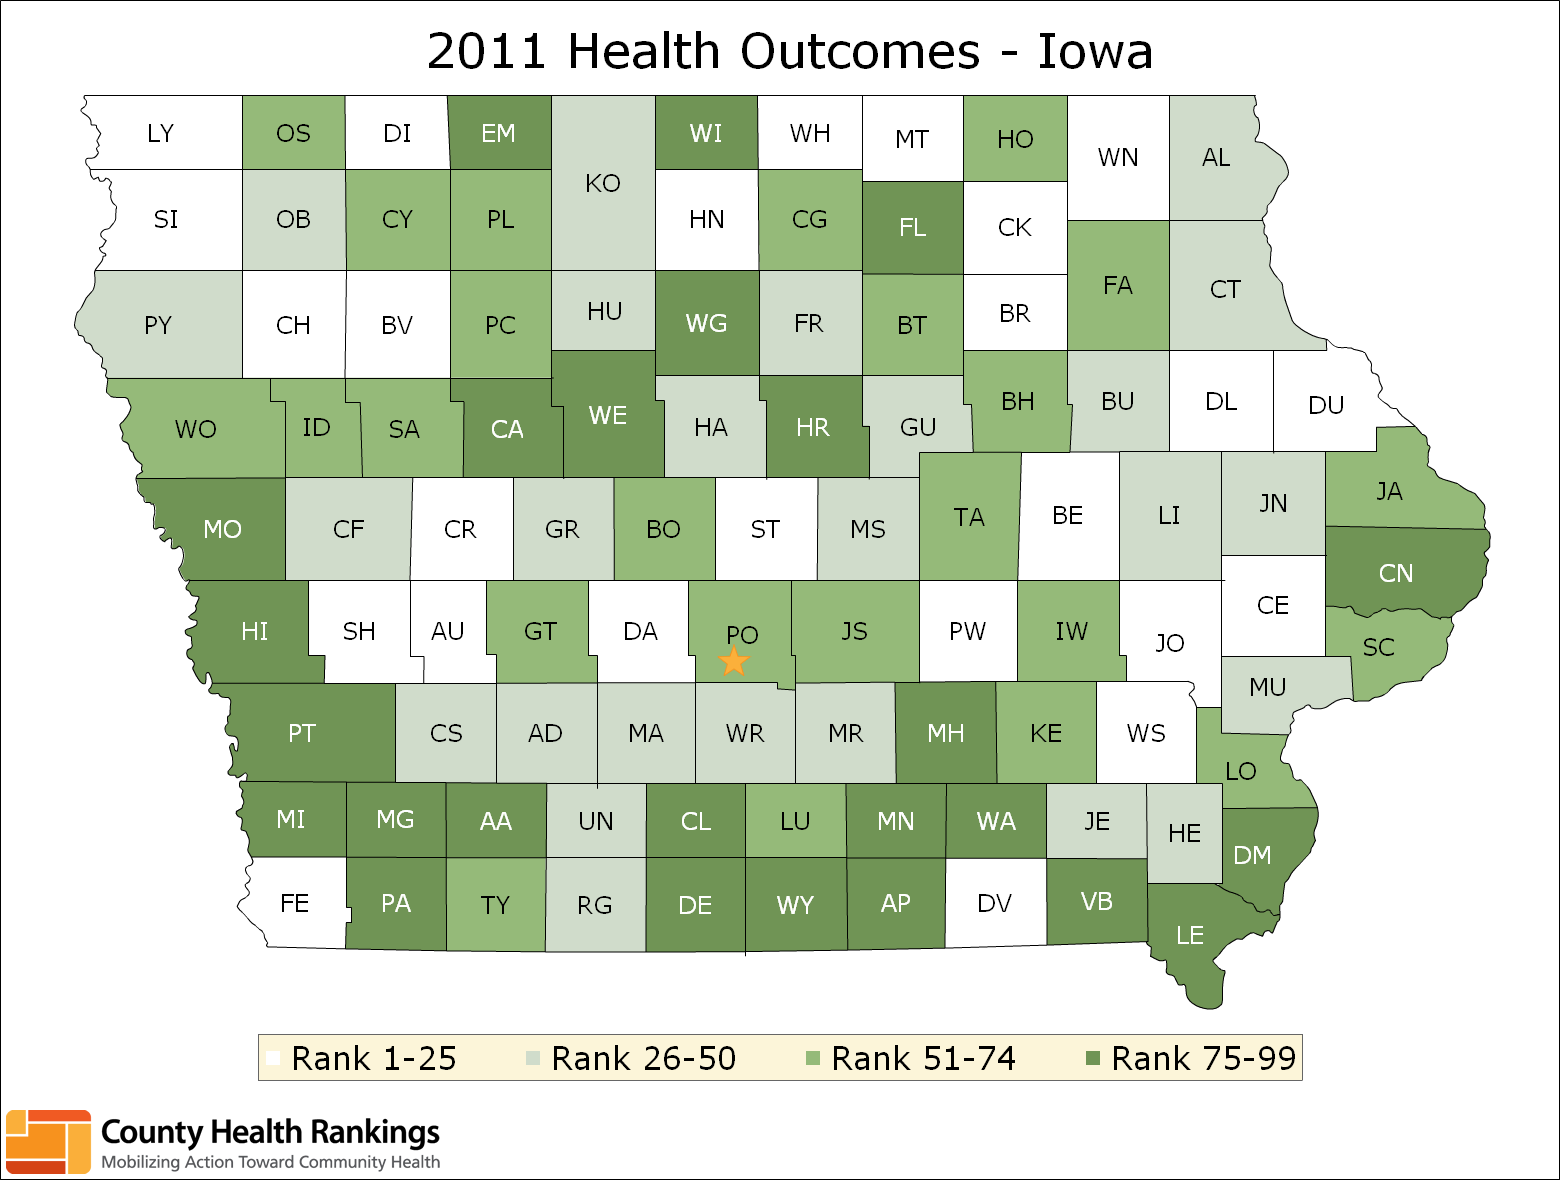 2011 Health Outcomes - Iowa
LY OS DI EM KO WI WH MT HO WN AL
SI OB CY PL HN CG FL CK
PY CH BV PC HU WG FR BT BR FA CT
WO ID SA CA WE HA HR GU BH BU DL DU
MO CF CR GR BO ST MS TA BE LI JN JA
CN
HI SH AU GT DA PO JS PW IW JO CE SC
PT CS AD MA WR MR MH KE WS MU
LO
MI MG AA UN CL LU MN WA JE HE DM
FE PA TY RG DE WY AP DV VB LE
Rank 1-25 Rank 26-50 Rank 51-74 Rank 75-99
County Health Rankings
Mobilizing Action Toward Community Health